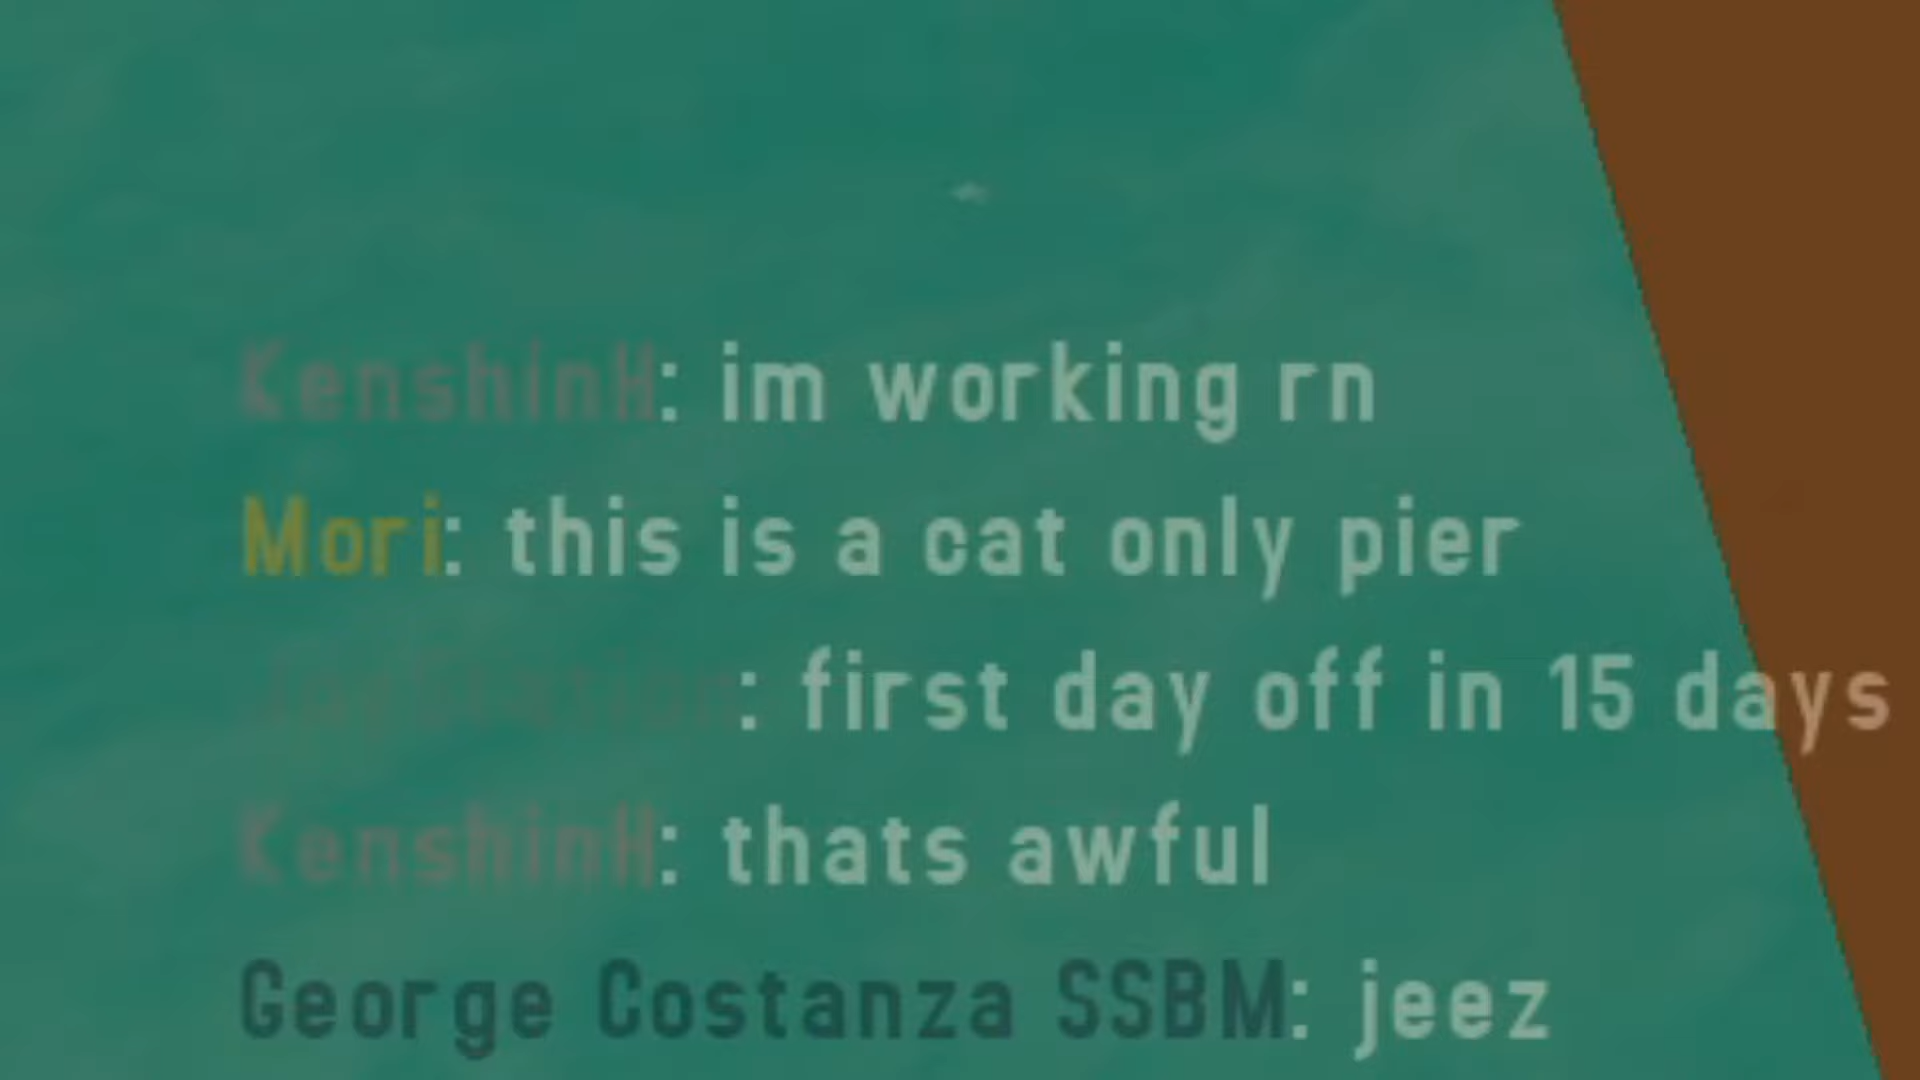 KenshinH: im working rn
Mori: this is a cat only pier
: first day off in 15 days
KenshinH: thats awful
George Costanza SSBM: jeez